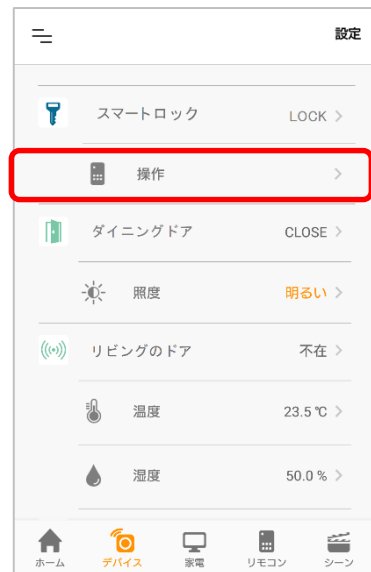 設定
スマートロック LOCK
操作
ダイニングドア CLOSE
照度 明るい
リビングのドア 不在
温度 23.5℃
湿度 50.0%
ホーム デバイス 家電 リモコン シーン